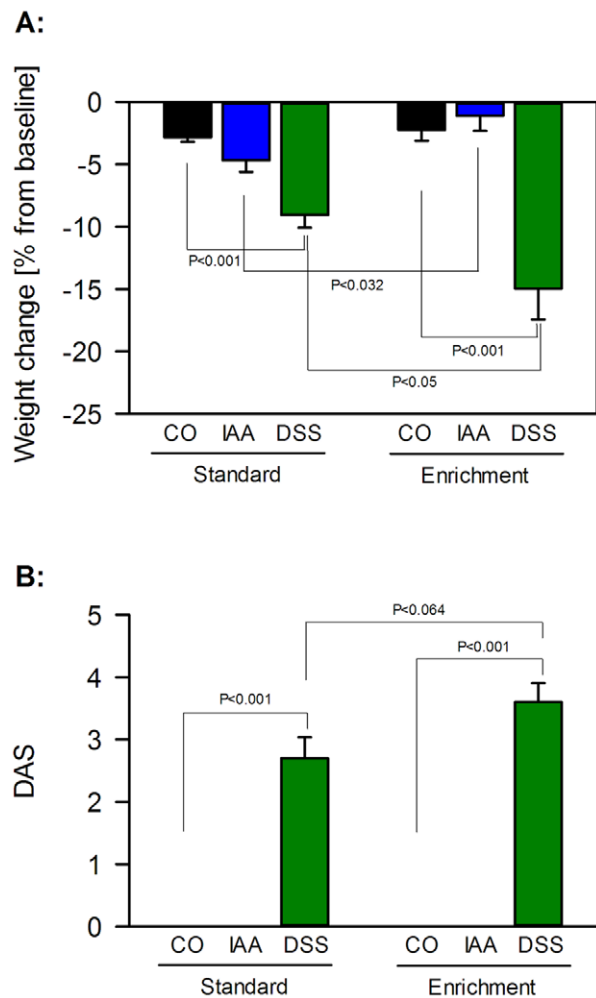 A:
Weight change [% from baseline]
0
-5
-10
-15
-20
-25
P<0.001
P<0.032
P<0.001
P<0.05
CO IAA DSS CO IAA DSS
Standard Enrichment
B:
DAS
5
4
3
2
1
0
P<0.064
P<0.001
P<0.001
CO IAA DSS CO IAA DSS
Standard Enrichment